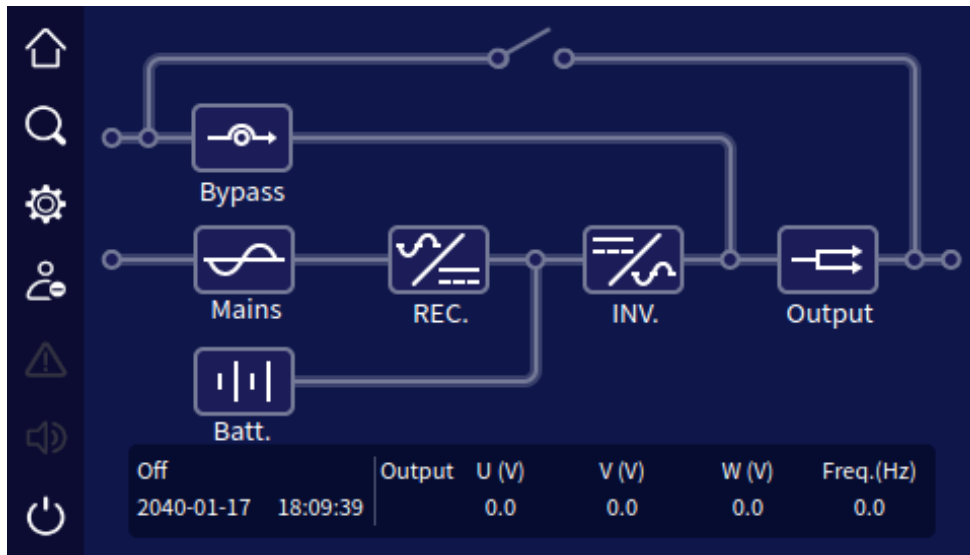 Bypass
Mains
REC.
INV.
Output
Batt.
Off
Output U (V) V (V) W (V) Freq.(Hz)
2040-01-17 18:09:39 0.0 0.0 0.0 0.0